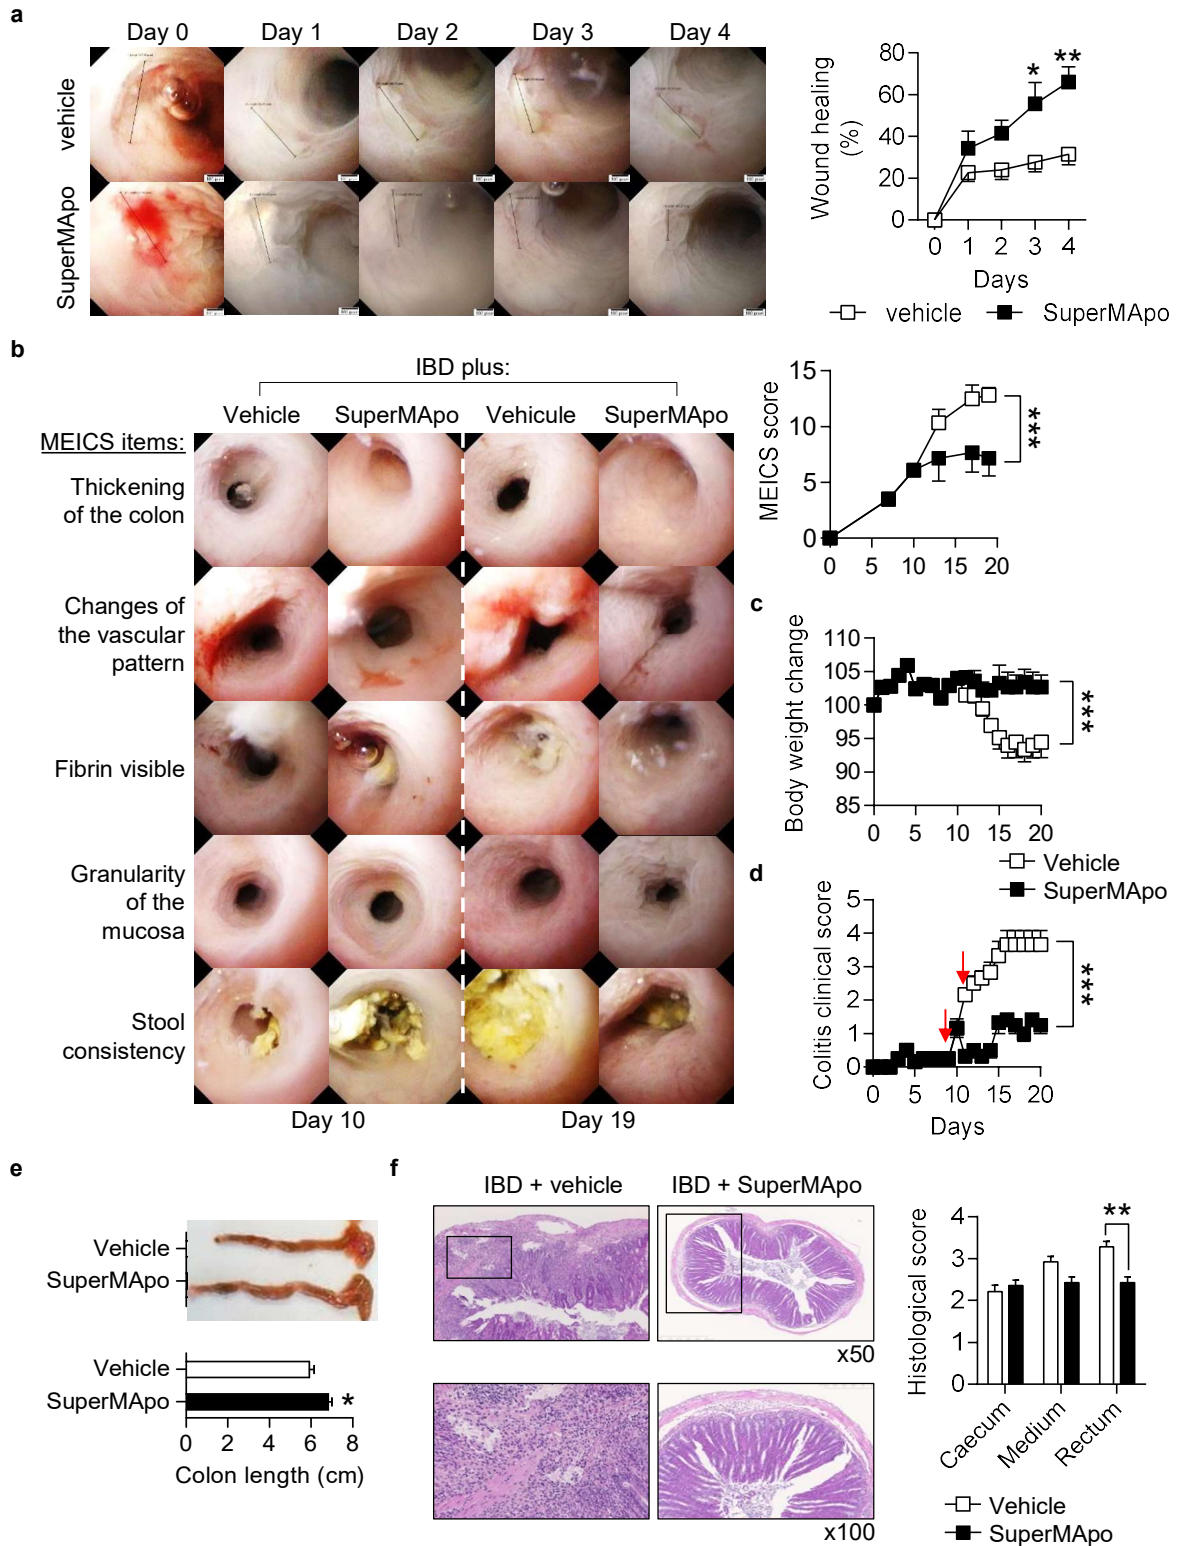 a
Day 0
Day 1
Day 2
Day 3
Day 4
vehicle
SuperMApo
80
60
40
20
0
Wound healing
(%)
*
**
0
1
2
3
4
Days
vehicle
SuperMApo
b
IBD plus:
Vehicle
SuperMApo
Vehicule
SuperMApo
MEICS items:
Thickening
of the colon
Changes of
the vascular
pattern
Fibrin visible
Granularity
of the
mucosa
Stool
consistency
Day 10
Day 19
MEICS score
15
10
5
0
0
5
10
15
20
***
c
Body weight change
110
105
100
95
90
85
0
5
10
15
20
***
Vehicle
SuperMApo
d
Colitis clinical score
5
4
3
2
1
0
0
5
10
15
20
***
Days
e
Vehicle
SuperMApo
Vehicle
SuperMApo
*
0
2
4
6
8
Colon length (cm)
f
IBD + vehicle
IBD + SuperMApo
x50
x100
Histological score
4
3
2
1
0
**
Caecum
Medium
Rectum
Vehicle
SuperMApo